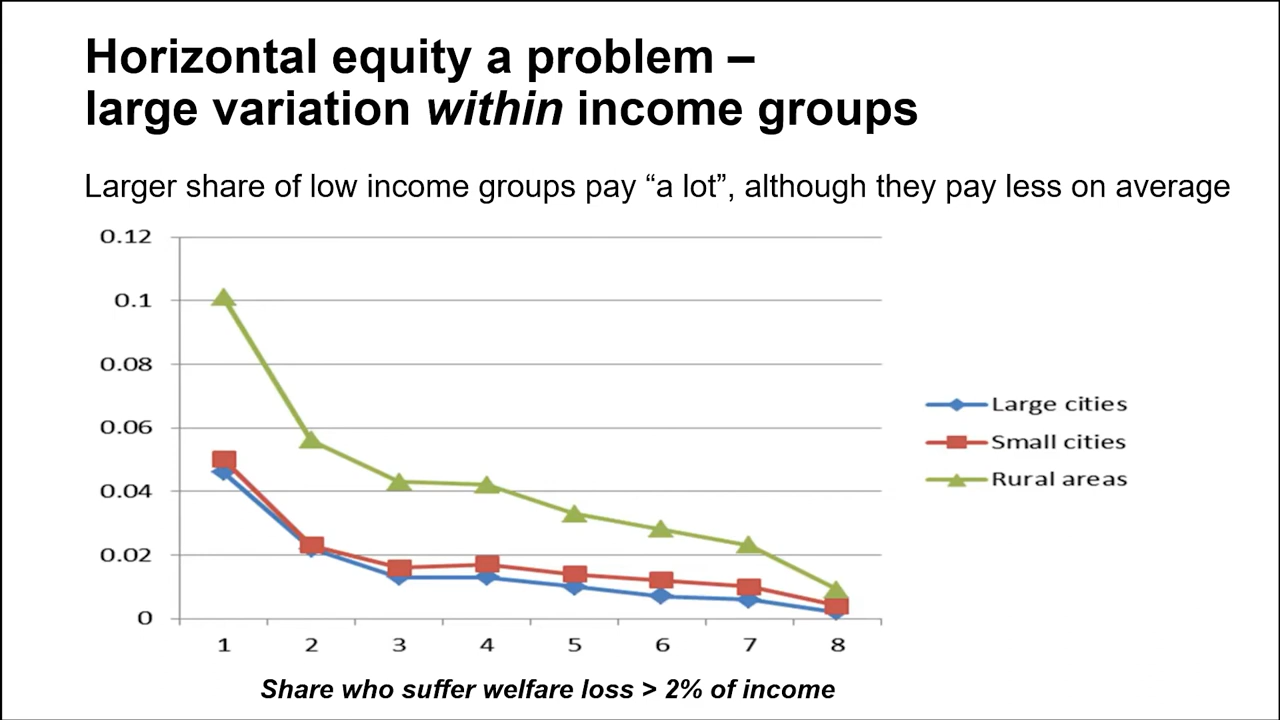 Horizontal equity a problem –
large variation within income groups
Larger share of low income groups pay “a lot”, although they pay less on average
0.12
0.1
0.08
0.06
0.04
0.02
0
1 2 3 4 5 6 7 8
Large cities
Small cities
Rural areas
Share who suffer welfare loss > 2% of income